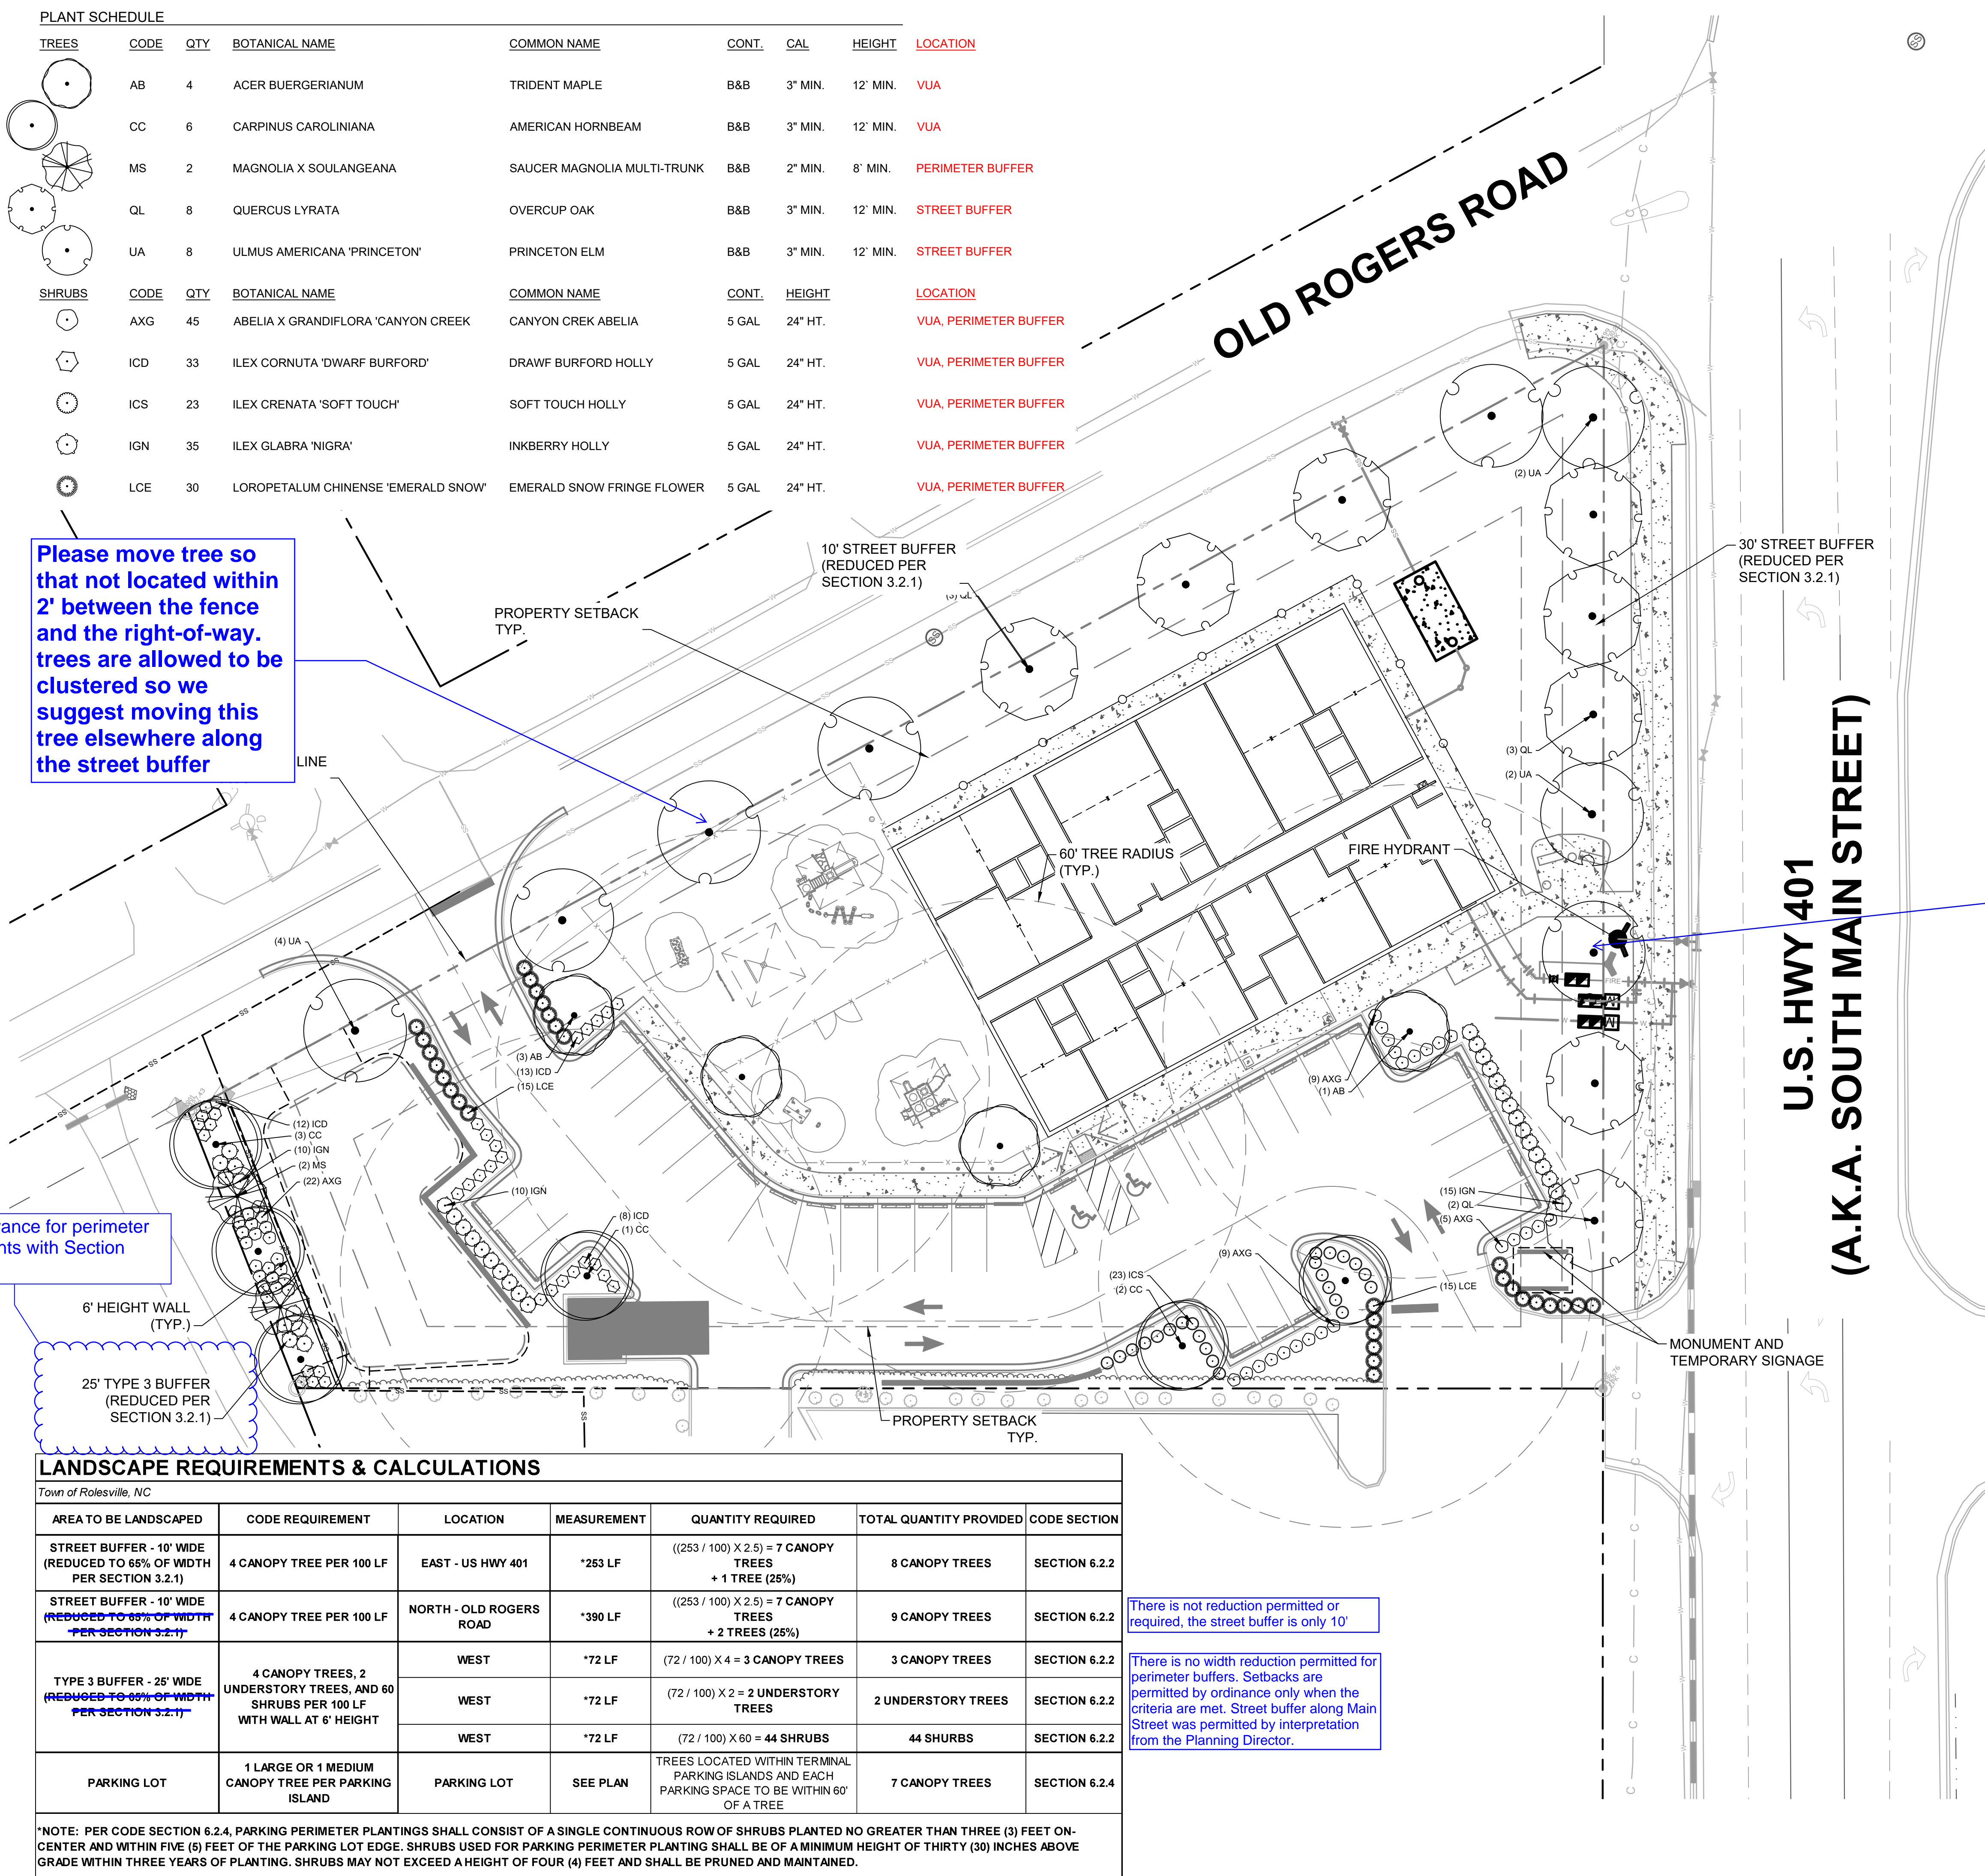 PLANT SCHEDULE
TREES CODE QTY BOTANICAL NAME COMMON NAME CONT. CAL HEIGHT LOCATION
AB 4 ACER BUERGERIANUM TRIDENT MAPLE B&B 3" MIN. 12` MIN. VUA
CC 6 CARPINUS CAROLINIANA AMERICAN HORNBEAM B&B 3" MIN. 12` MIN. VUA
MS 2 MAGNOLIA X SOULANGEANA SAUCER MAGNOLIA MULTI-TRUNK B&B 2" MIN. 8` MIN. PERIMETER BUFFER
QL 8 QUERCUS LYRATA OVERCUP OAK B&B 3" MIN. 12` MIN. STREET BUFFER
UA 8 ULMUS AMERICANA 'PRINCETON' PRINCETON ELM B&B 3" MIN. 12` MIN. STREET BUFFER
SHRUBS CODE QTY BOTANICAL NAME COMMON NAME CONT. HEIGHT LOCATION
AXG 45 ABELIA X GRANDIFLORA 'CANYON CREEK CANYON CREK ABELIA 5 GAL 24" HT. VUA, PERIMETER BUFFER
ICD 33 ILEX CORNUTA 'DWARF BURFORD' DRAWF BURFORD HOLLY 5 GAL 24" HT. VUA, PERIMETER BUFFER
ICS 23 ILEX CRENATA 'SOFT TOUCH' SOFT TOUCH HOLLY 5 GAL 24" HT. VUA, PERIMETER BUFFER
IGN 35 ILEX GLABRA 'NIGRA' INKBERRY HOLLY 5 GAL 24" HT. VUA, PERIMETER BUFFER
LCE 30 LOROPETALUM CHINENSE 'EMERALD SNOW' EMERALD SNOW FRINGE FLOWER 5 GAL 24" HT. VUA, PERIMETER BUFFER
OLD ROGERS ROAD
Please move tree so
that not located within
2' between the fence
and the right-of-way.
trees are allowed to be
clustered so we
suggest moving this
tree elsewhere along
the street buffer
LINE
PROPERTY SETBACK
TYP.
10' STREET BUFFER
(REDUCED PER
SECTION 3.2.1)
(3) QL
(2) UA
30' STREET BUFFER
(REDUCED PER
SECTION 3.2.1)
(3) QL
(2) UA
60' TREE RADIUS
(TYP.)
FIRE HYDRANT
FIRE
U.S. HWY 401
(A.K.A. SOUTH MAIN STREET)
(4) UA
(3) AB
(13) ICD
(15) LCE
(9) AXG
(1) AB
(12) ICD
(3) CC
(10) IGN
(2) MS
(22) AXG
(10) IGN
(8) ICD
(1) CC
(15) IGN
(2) QL
(5) AXG
(9) AXG
(23) ICS
(2) CC
(15) LCE
ance for perimeter
nts with Section
6' HEIGHT WALL
(TYP.)
25' TYPE 3 BUFFER
(REDUCED PER
SECTION 3.2.1)
MONUMENT AND
TEMPORARY SIGNAGE
PROPERTY SETBACK
TYP.
LANDSCAPE REQUIREMENTS & CALCULATIONS
Town of Rolesville, NC
AREA TO BE LANDSCAPED CODE REQUIREMENT LOCATION MEASUREMENT QUANTITY REQUIRED TOTAL QUANTITY PROVIDED CODE SECTION
STREET BUFFER - 10' WIDE
(REDUCED TO 65% OF WIDTH
PER SECTION 3.2.1)
4 CANOPY TREE PER 100 LF
EAST - US HWY 401
*253 LF
((253 / 100) X 2.5) = 7 CANOPY
TREES
+ 1 TREE (25%)
8 CANOPY TREES
SECTION 6.2.2
STREET BUFFER - 10' WIDE
(REDUCED TO 65% OF WIDTH
PER SECTION 3.2.1)
4 CANOPY TREE PER 100 LF
NORTH - OLD ROGERS
ROAD
*390 LF
((253 / 100) X 2.5) = 7 CANOPY
TREES
+ 2 TREES (25%)
9 CANOPY TREES
SECTION 6.2.2
TYPE 3 BUFFER - 25' WIDE
(REDUCED TO 65% OF WIDTH
PER SECTION 3.2.1)
4 CANOPY TREES, 2
UNDERSTORY TREES, AND 60
SHRUBS PER 100 LF
WITH WALL AT 6' HEIGHT
WEST *72 LF (72 / 100) X 4 = 3 CANOPY TREES 3 CANOPY TREES SECTION 6.2.2
WEST *72 LF (72 / 100) X 2 = 2 UNDERSTORY
TREES
2 UNDERSTORY TREES SECTION 6.2.2
WEST *72 LF (72 / 100) X 60 = 44 SHRUBS 44 SHURBS SECTION 6.2.2
PARKING LOT
1 LARGE OR 1 MEDIUM
CANOPY TREE PER PARKING
ISLAND
PARKING LOT
SEE PLAN
TREES LOCATED WITHIN TERMINAL
PARKING ISLANDS AND EACH
PARKING SPACE TO BE WITHIN 60'
OF A TREE
7 CANOPY TREES
SECTION 6.2.4
*NOTE: PER CODE SECTION 6.2.4, PARKING PERIMETER PLANTINGS SHALL CONSIST OF A SINGLE CONTINUOUS ROW OF SHRUBS PLANTED NO GREATER THAN THREE (3) FEET ON-
CENTER AND WITHIN FIVE (5) FEET OF THE PARKING LOT EDGE. SHRUBS USED FOR PARKING PERIMETER PLANTING SHALL BE OF A MINIMUM HEIGHT OF THIRTY (30) INCHES ABOVE
GRADE WITHIN THREE YEARS OF PLANTING. SHRUBS MAY NOT EXCEED A HEIGHT OF FOUR (4) FEET AND SHALL BE PRUNED AND MAINTAINED.
There is not reduction permitted or
required, the street buffer is only 10'
There is no width reduction permitted for
perimeter buffers. Setbacks are
permitted by ordinance only when the
criteria are met. Street buffer along Main
Street was permitted by interpretation
from the Planning Director.